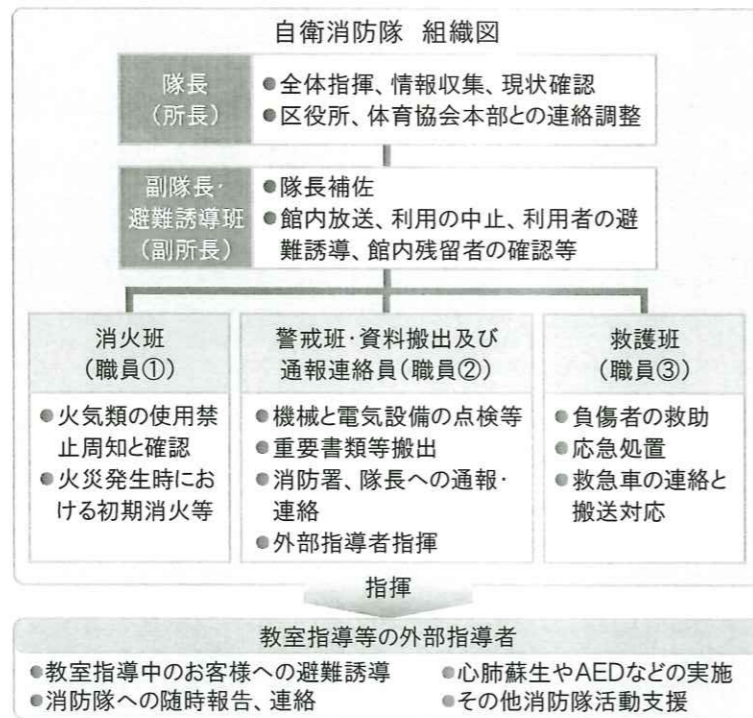 自衛消防隊 組織図
隊長
(所長)
●全体指揮、情報収集、現状確認
●区役所、体育協会本部との連絡調整
副隊長・
避難誘導班
(副所長)
●隊長補佐
●館内放送、利用の中止、利用者の避
難誘導、館内残留者の確認等
消火班
(職員①)
●火気類の使用禁
止周知と確認
●火災発生時にお
ける初期消火等
警戒班・資料搬出及び
通報連絡員(職員②)
●機械と電気設備の点検等
●重要書類等搬出
●消防署、隊長への通報・
連絡
●外部指導者指揮
救護班
(職員③)
●負傷者の救助
●応急処置
●救急車の連絡と
搬送対応
指揮
教室指導等の外部指導者
●教室指導中のお客様への避難誘導
●消防隊への随時報告、連絡
●心肺蘇生やAEDなどの実施
●その他消防隊活動支援